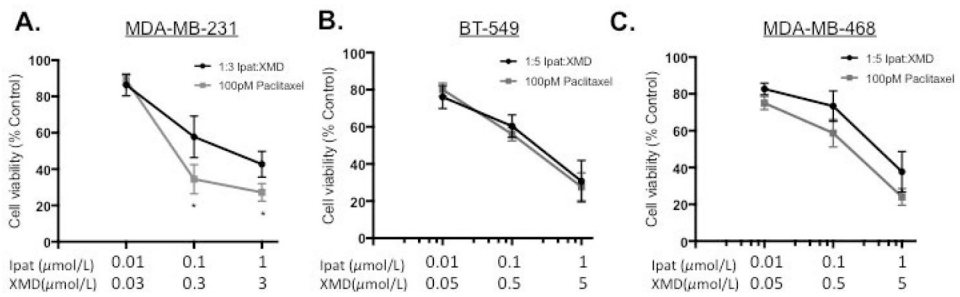 A.
MDA-MB-231
1:3 Ipat:XMD
100pM Paclitaxel
Cell viability (% Control)
100
80
60
40
20
0
*
*
Ipat (μmol/L) 0.01 0.1 1
XMD(μmol/L) 0.03 0.3 3
B.
BT-549
1:5 Ipat:XMD
100pM Paclitaxel
Cell viability (% Control)
100
80
60
40
20
0
0.01 0.1 1
0.05 0.5 5
C.
MDA-MB-468
1:5 Ipat:XMD
100pM Paclitaxel
Cell viability (% Control)
100
80
60
40
20
0
Ipat (μmol/L) 0.01 0.1 1
XMD(μmol/L) 0.05 0.5 5